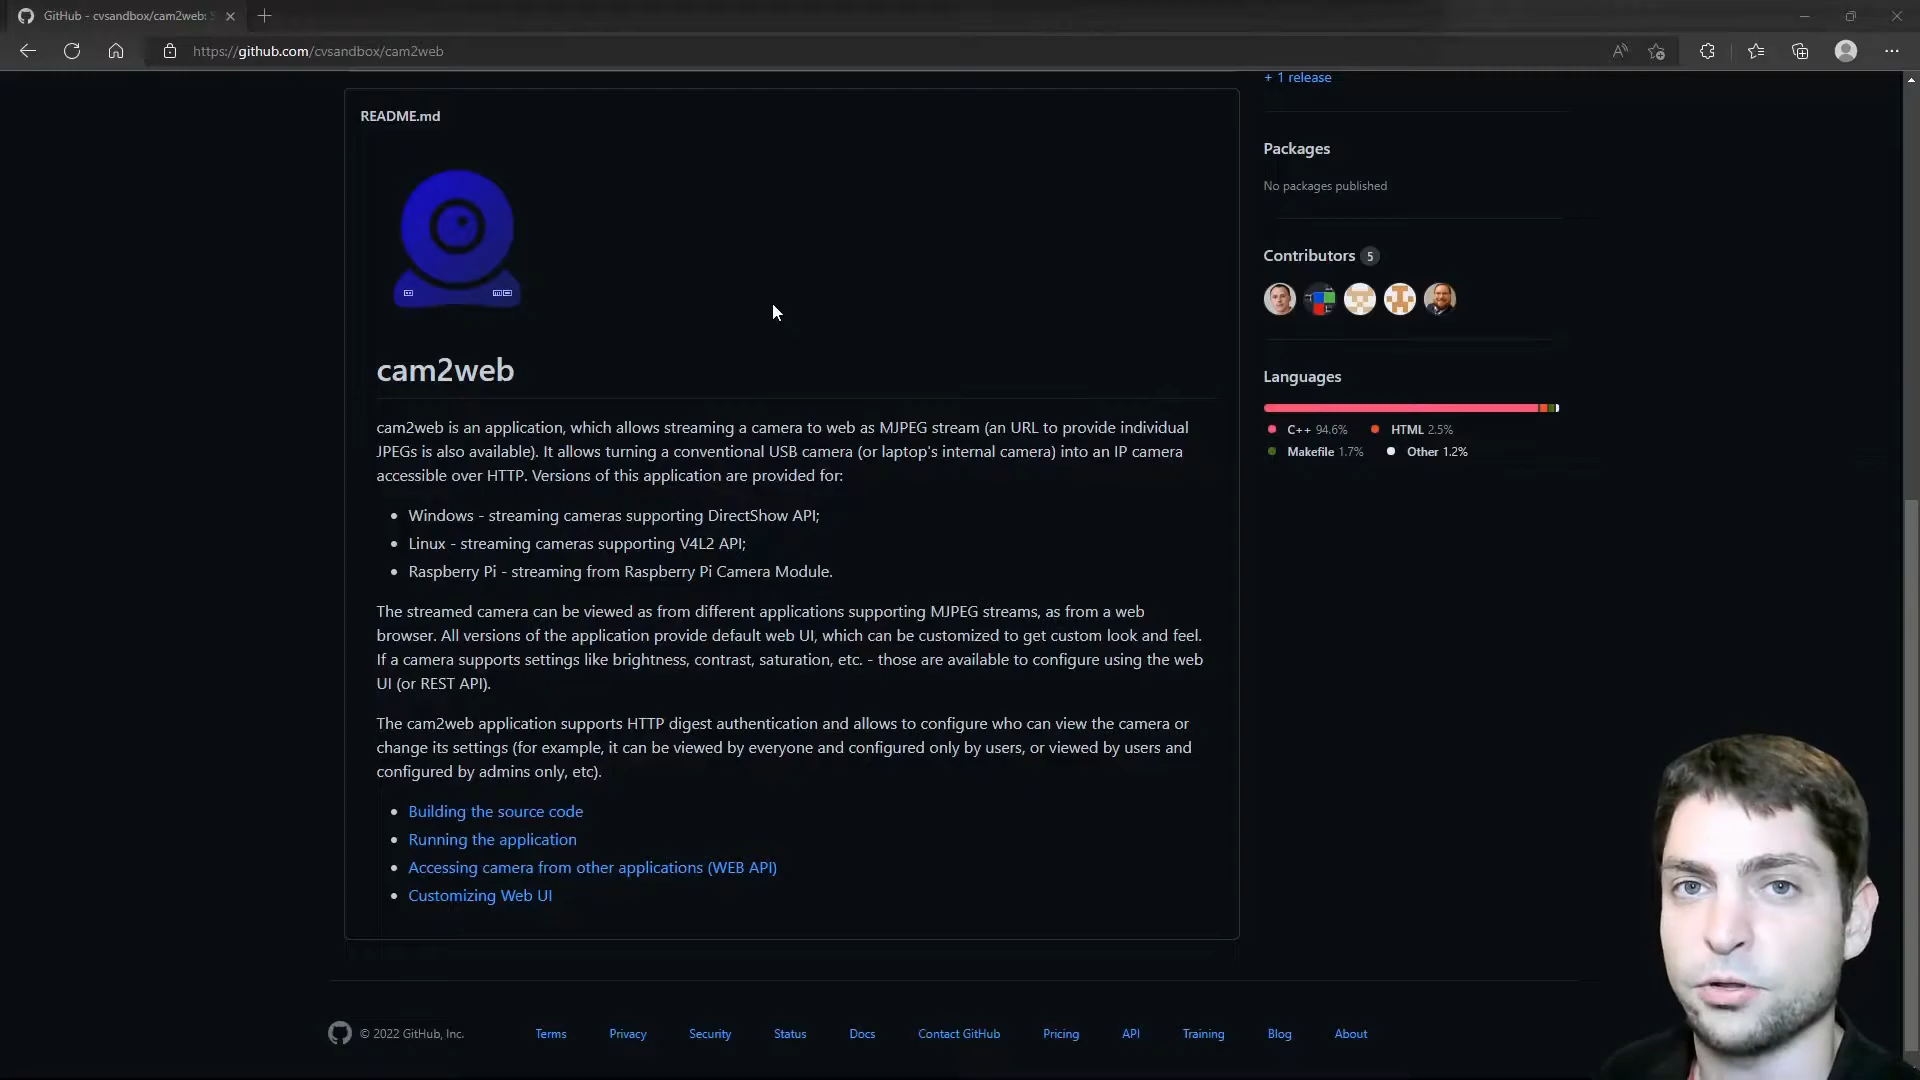 GitHub - cvsandbox/cam2web:
https://github.com/cvsandbox/cam2web
+ 1 release
README.md
Packages
No packages published
Contributors 5
cam2web
Languages
C++ 94.6% HTML 2.5%
Makefile 1.7% Other 1.2%
cam2web is an application, which allows streaming a camera to web as MJPEG stream (an URL to provide individual
JPEGs is also available). It allows turning a conventional USB camera (or laptop's internal camera) into an IP camera
accessible over HTTP. Versions of this application are provided for:
• Windows - streaming cameras supporting DirectShow API;
• Linux - streaming cameras supporting V4L2 API;
• Raspberry Pi - streaming from Raspberry Pi Camera Module.
The streamed camera can be viewed as from different applications supporting MJPEG streams, as from a web
browser. All versions of the application provide default web UI, which can be customized to get custom look and feel.
If a camera supports settings like brightness, contrast, saturation, etc. - those are available to configure using the web
UI (or REST API).
The cam2web application supports HTTP digest authentication and allows to configure who can view the camera or
change its settings (for example, it can be viewed by everyone and configured only by users, or viewed by users and
configured by admins only, etc).
• Building the source code
• Running the application
• Accessing camera from other applications (WEB API)
• Customizing Web UI
© 2022 GitHub, Inc. Terms Privacy Security Status Docs Contact GitHub Pricing API Training Blog About